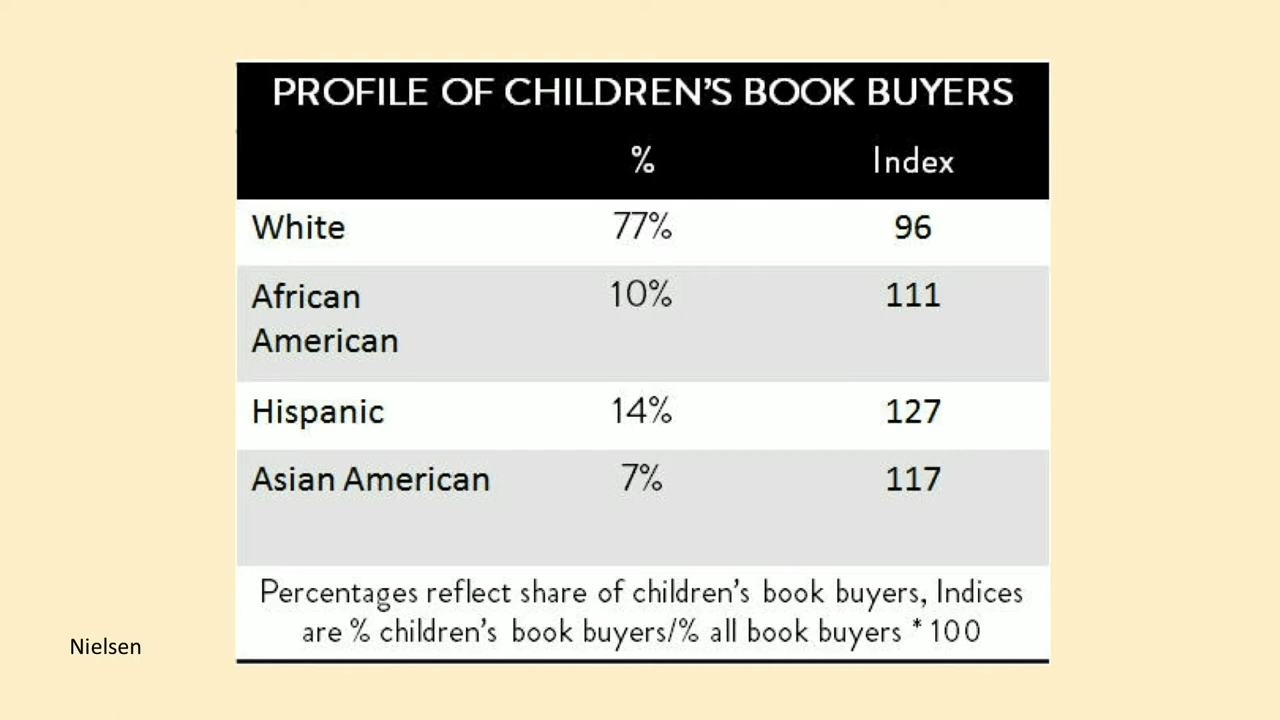 PROFILE OF CHILDREN'S BOOK BUYERS
% Index
White 77% 96
African 10% 111
American
Hispanic 14% 127
Asian American 7% 117
Percentages reflect share of children's book buyers, Indices
are % children's book buyers/% all book buyers * 100
Nielsen